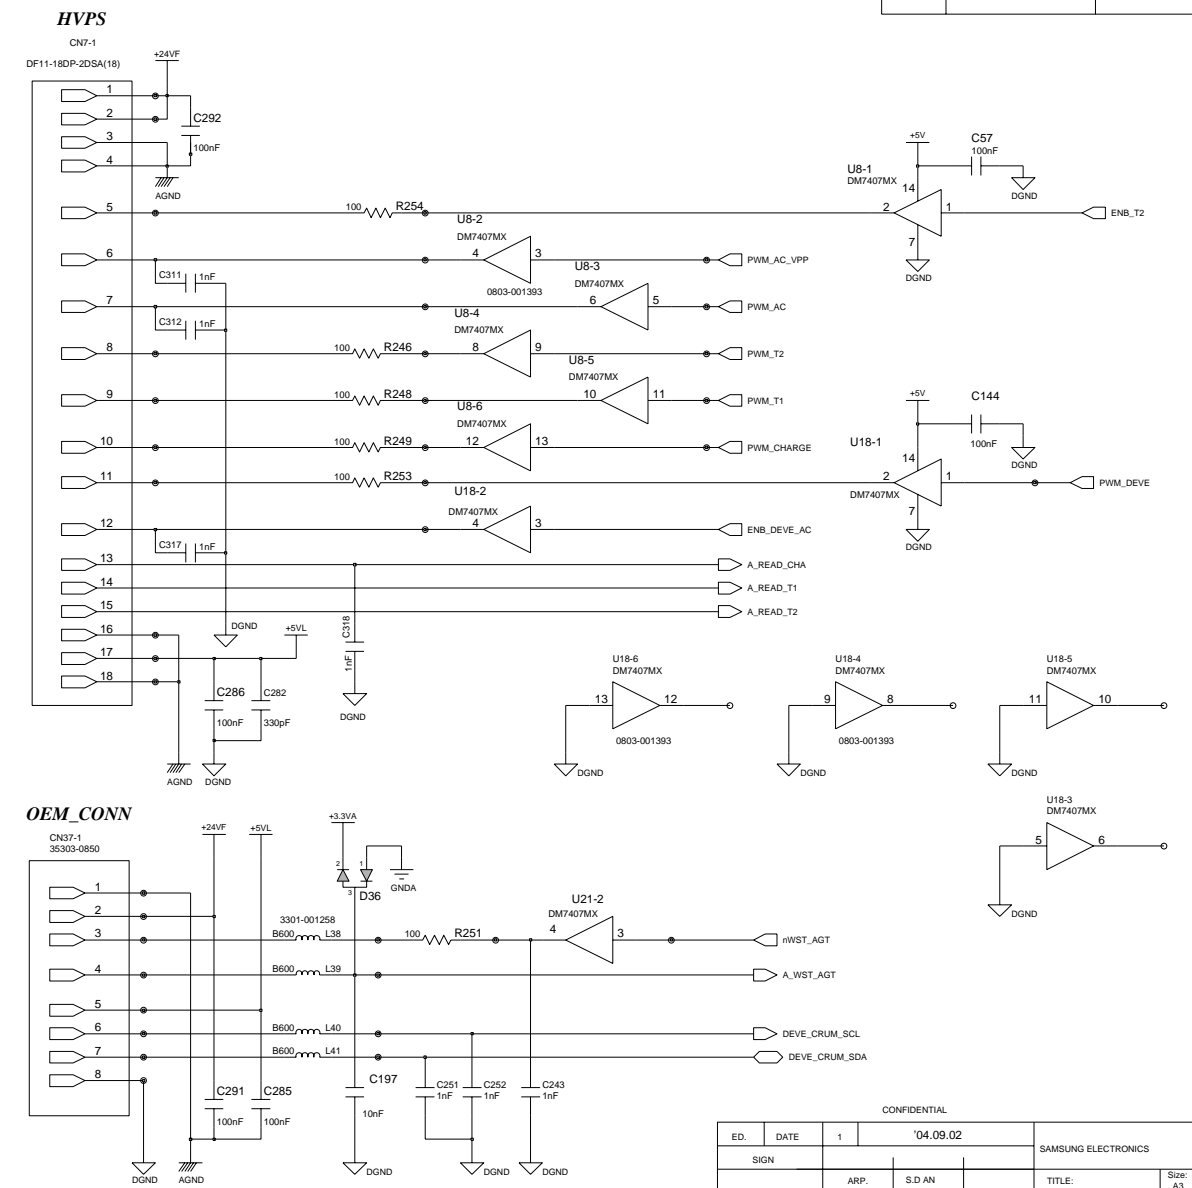 HVPS
CN7-1
DF11-18DP-2DSA(18)
+24VF
1
2
3
4
C292
100nF
AGND
5
100
R254
2
U8-1
DM7407MX
14
7
1
+5V
C57
100nF
DGND
DGND
ENB_T2
6
C311
1nF
U8-2
DM7407MX
4
3
0803-001393
PWM_AC_VPP
7
C312
1nF
U8-3
DM7407MX
6
5
PWM_AC
8
100
R246
U8-4
DM7407MX
8
9
PWM_T2
9
100
R248
U8-5
DM7407MX
10
11
PWM_T1
10
100
R249
U8-6
DM7407MX
12
13
PWM_CHARGE
11
100
R253
U18-1
DM7407MX
2
14
7
1
+5V
C144
100nF
DGND
DGND
PWM_DEVE
12
C317
1nF
U18-2
DM7407MX
4
3
ENB_DEVE_AC
13
A_READ_CHA
14
A_READ_T1
15
A_READ_T2
16
17
18
DGND
+5VL
C318
1nF
DGND
C286
100nF
C282
330pF
AGND
DGND
U18-6
DM7407MX
13
12
0803-001393
DGND
U18-4
DM7407MX
9
8
0803-001393
DGND
U18-5
DM7407MX
11
10
DGND
U18-3
DM7407MX
5
6
DGND
OEM_CONN
CN37-1
35303-0850
+24VF
+5VL
+3.3VA
2
1
3
D36
GNDA
1
2
3
3301-001258
B600
L38
100
R251
U21-2
DM7407MX
4
3
nWST_AGT
4
B600
L39
A_WST_AGT
5
6
B600
L40
DEVE_CRUM_SCL
7
B600
L41
DEVE_CRUM_SDA
8
C291
100nF
C285
100nF
C197
10nF
C251
1nF
C252
1nF
C243
1nF
DGND
AGND
DGND
DGND
DGND
CONFIDENTIAL
ED.
DATE
1
'04.09.02
SAMSUNG ELECTRONICS
SIGN
ARP.
S.D AN
TITLE:
Size:
A3